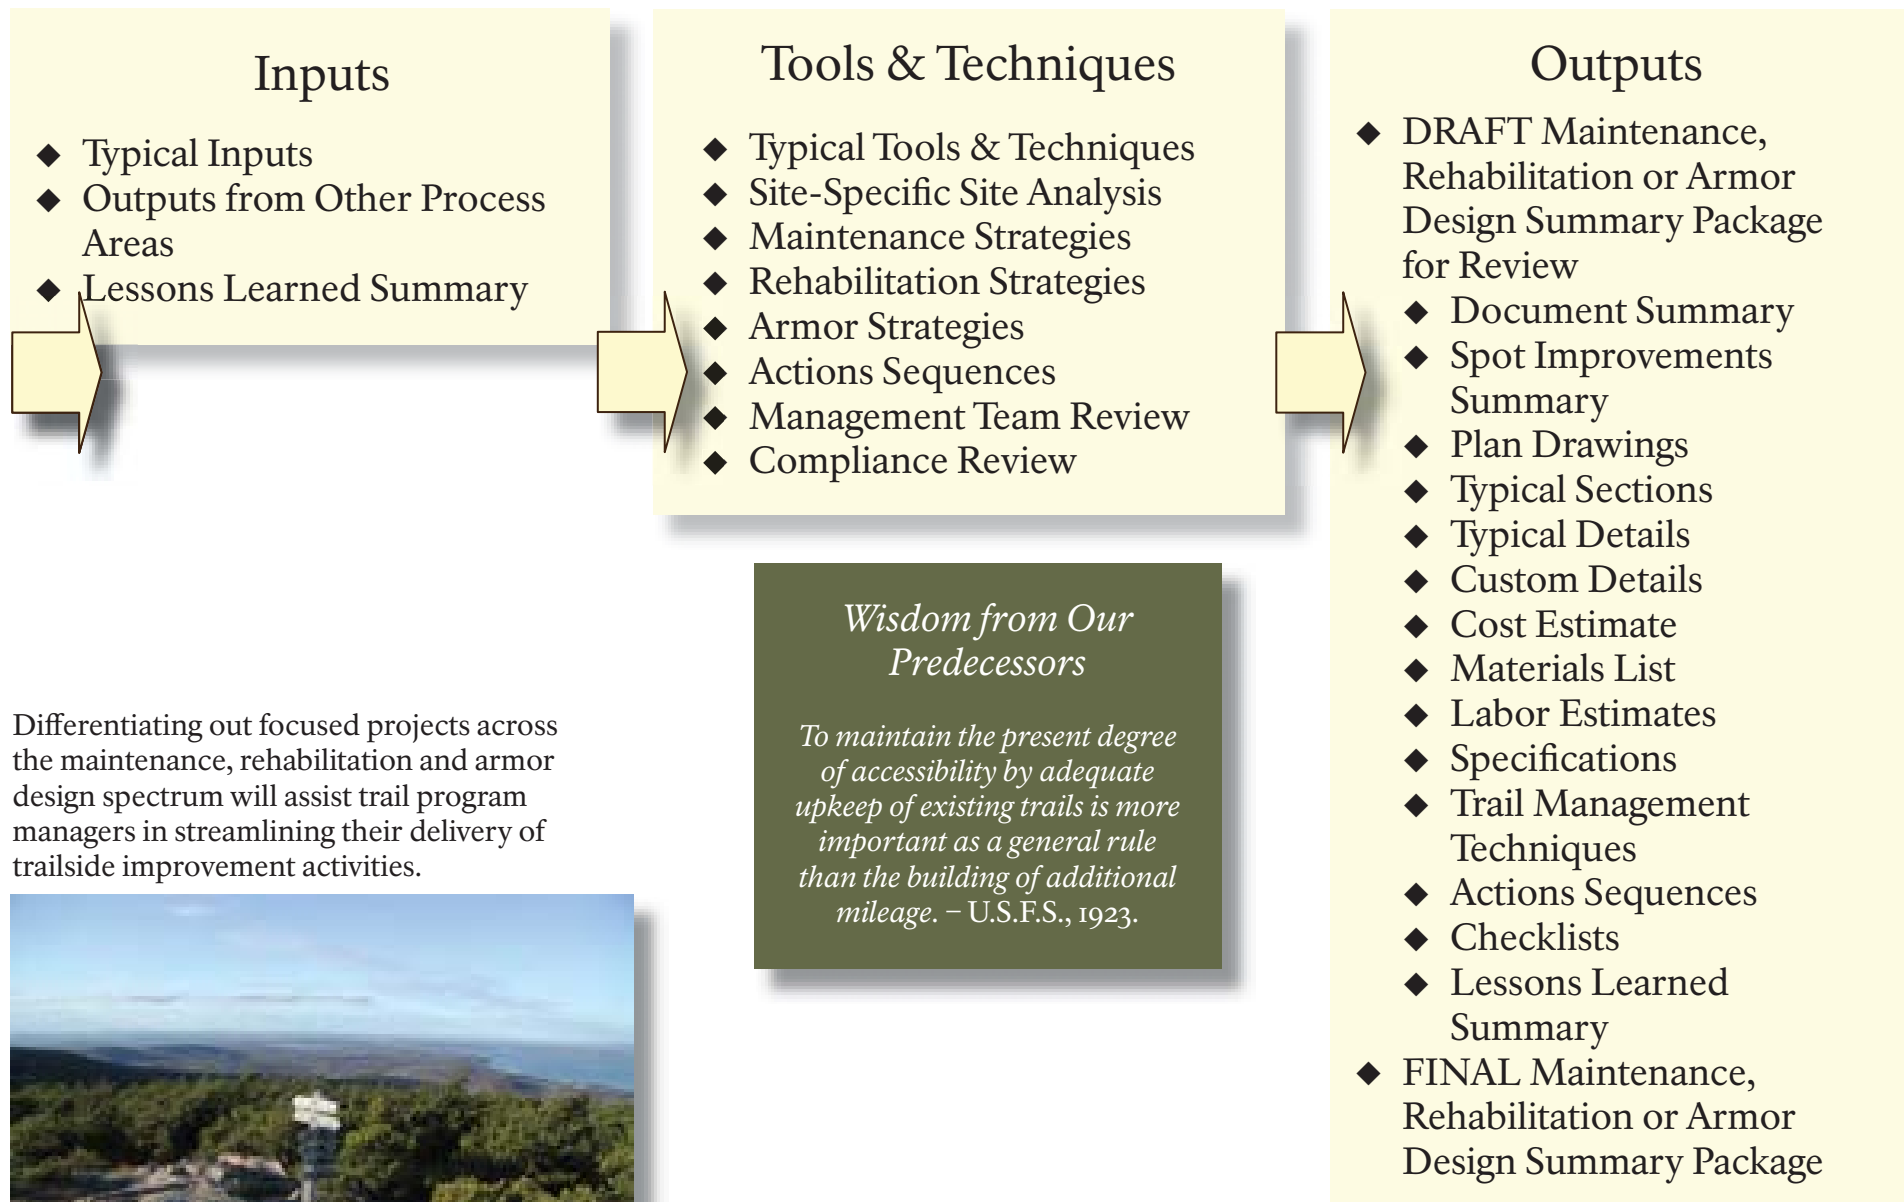 Inputs
◆ Typical Inputs
◆ Outputs from Other Process
Areas
◆ Lessons Learned Summary
Tools & Techniques
◆ Typical Tools & Techniques
◆ Site-Specific Site Analysis
◆ Maintenance Strategies
◆ Rehabilitation Strategies
◆ Armor Strategies
◆ Actions Sequences
◆ Management Team Review
◆ Compliance Review
Outputs
◆ DRAFT Maintenance,
Rehabilitation or Armor
Design Summary Package
for Review
◆ Document Summary
◆ Spot Improvements
Summary
◆ Plan Drawings
◆ Typical Sections
◆ Typical Details
◆ Custom Details
◆ Cost Estimate
◆ Materials List
◆ Labor Estimates
◆ Specifications
◆ Trail Management
Techniques
◆ Actions Sequences
◆ Checklists
◆ Lessons Learned
Summary
◆ FINAL Maintenance,
Rehabilitation or Armor
Design Summary Package
Wisdom from Our
Predecessors
To maintain the present degree
of accessibility by adequate
upkeep of existing trails is more
important as a general rule
than the building of additional
mileage. – U.S.F.S., 1923.
Differentiating out focused projects across
the maintenance, rehabilitation and armor
design spectrum will assist trail program
managers in streamlining their delivery of
trailside improvement activities.